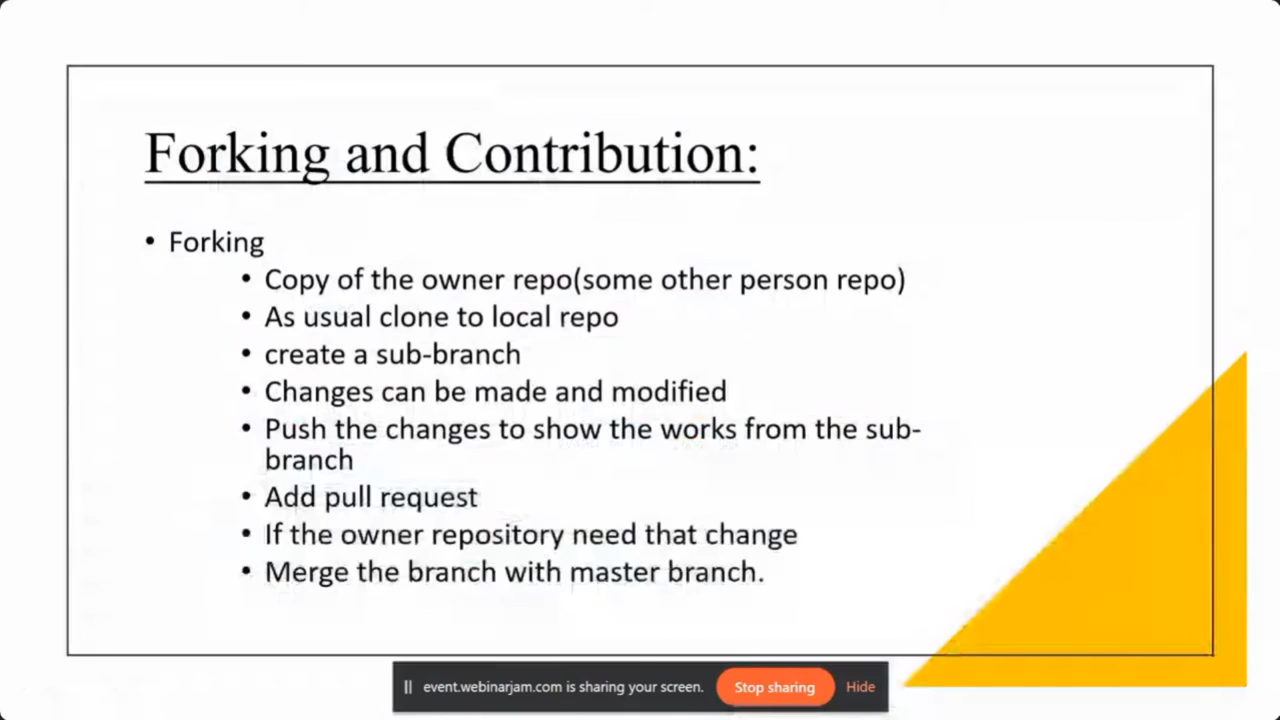 Forking and Contribution:
• Forking
• Copy of the owner repo(some other person repo)
• As usual clone to local repo
• create a sub-branch
• Changes can be made and modified
• Push the changes to show the works from the sub-
branch
• Add pull request
• If the owner repository need that change
• Merge the branch with master branch.
event.webinarjam.com is sharing your screen. Stop sharing Hide